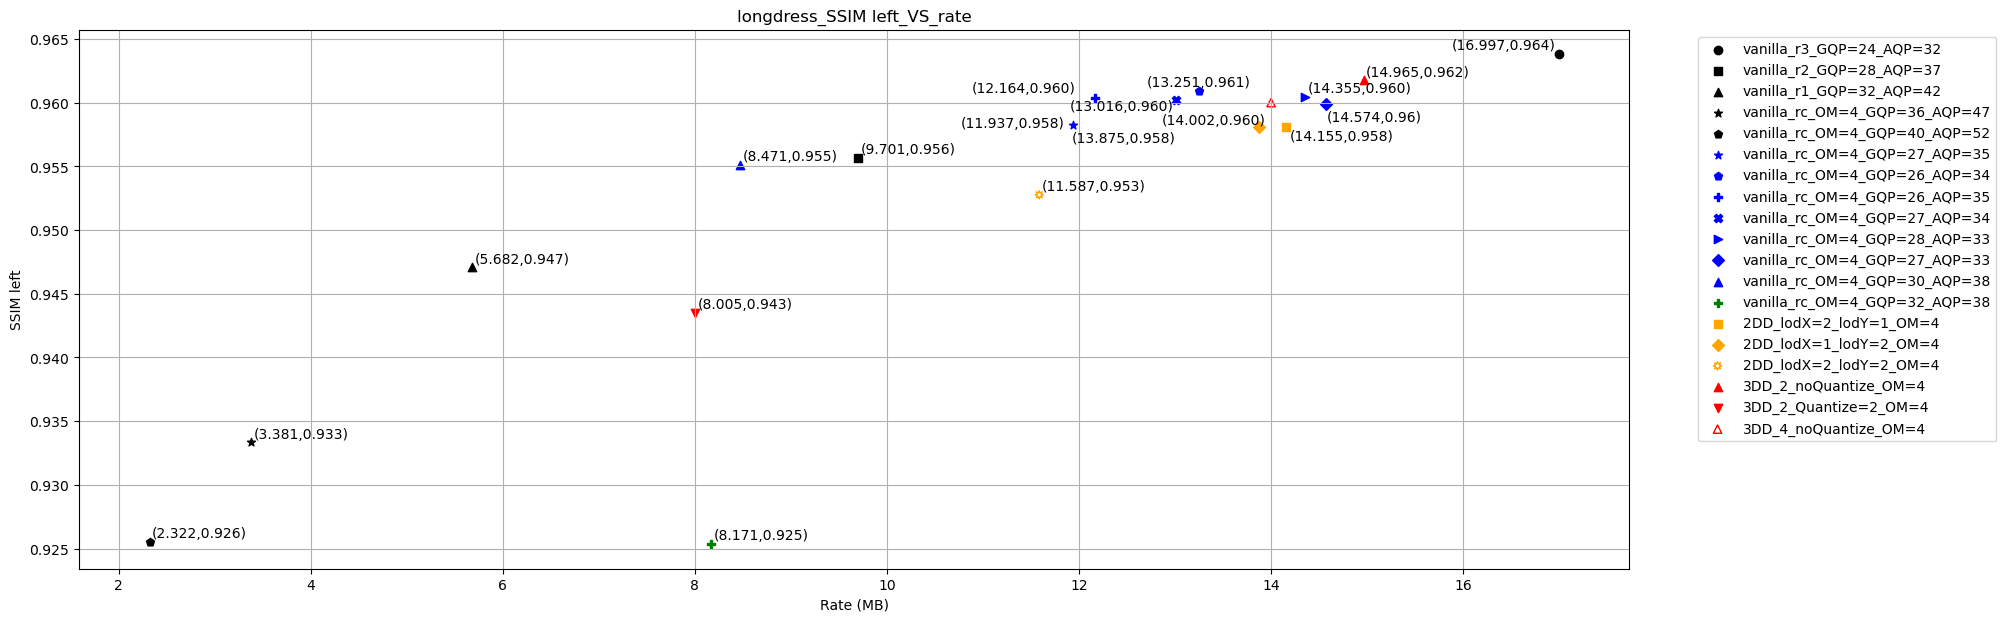 longdress_SSIM left_VS_rate
SSIM left
0.965
0.960
0.955
0.950
0.945
0.940
0.935
0.930
0.925
(16.997,0.964)
(14.965,0.962)
(13.251,0.961)
(12.164,0.960)
(14.355,0.960)
(13.016,0.960)
(14.574,0.96)
(14.002,0.960)
(11.937,0.958)
(13.875,0.958)
(14.155,0.958)
(9.701,0.956)
(8.471,0.955)
(11.587,0.953)
(5.682,0.947)
(8.005,0.943)
(3.381,0.933)
(2.322,0.926)
(8.171,0.925)
2
4
6
8
10
12
14
16
Rate (MB)
vanilla_r3_GQP=24_AQP=32
vanilla_r2_GQP=28_AQP=37
vanilla_r1_GQP=32_AQP=42
vanilla_rc_OM=4_GQP=36_AQP=47
vanilla_rc_OM=4_GQP=40_AQP=52
vanilla_rc_OM=4_GQP=27_AQP=35
vanilla_rc_OM=4_GQP=26_AQP=34
vanilla_rc_OM=4_GQP=26_AQP=35
vanilla_rc_OM=4_GQP=27_AQP=34
vanilla_rc_OM=4_GQP=28_AQP=33
vanilla_rc_OM=4_GQP=27_AQP=33
vanilla_rc_OM=4_GQP=30_AQP=38
vanilla_rc_OM=4_GQP=32_AQP=38
2DD_lodX=2_lodY=1_OM=4
2DD_lodX=1_lodY=2_OM=4
2DD_lodX=2_lodY=2_OM=4
3DD_2_noQuantize_OM=4
3DD_2_Quantize=2_OM=4
3DD_4_noQuantize_OM=4